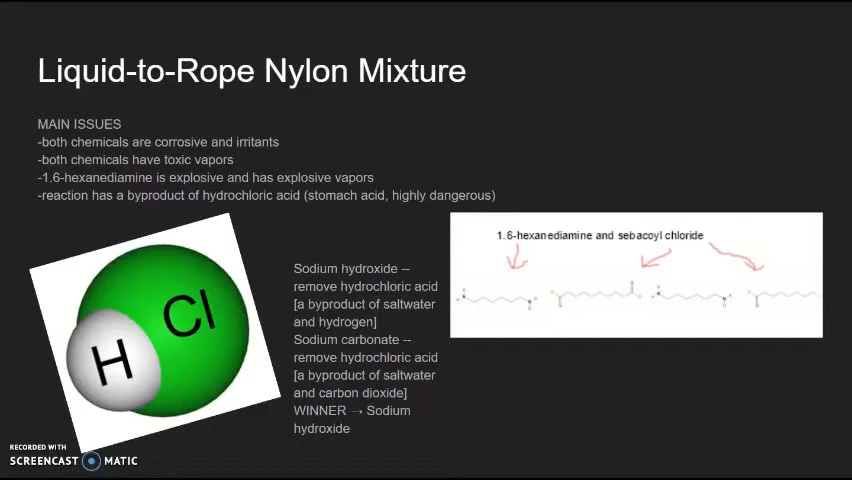 Liquid-to-Rope Nylon Mixture
MAIN ISSUES
-both chemicals are corrosive and irritants
-both chemicals have toxic vapors
-1.6-hexanediamine is explosive and has explosive vapors
-reaction has a byproduct of hydrochloric acid (stomach acid, highly dangerous)
1.6-hexanediamine and sebacoyl chloride
H Cl
Sodium hydroxide --
remove hydrochloric acid
[a byproduct of saltwater
and hydrogen]
Sodium carbonate --
remove hydrochloric acid
[a byproduct of saltwater
and carbon dioxide]
WINNER → Sodium
hydroxide
RECORDED WITH
SCREENCAST MATIC